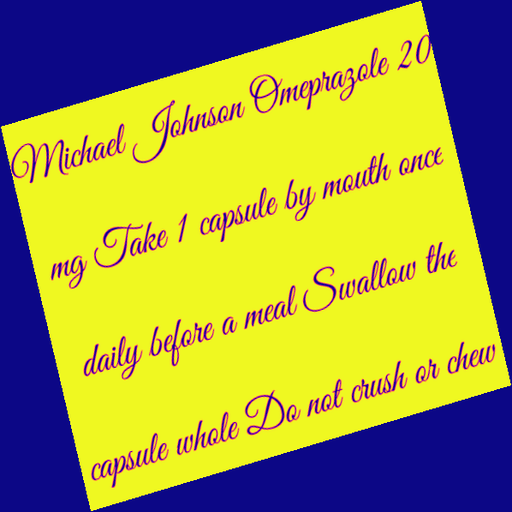 Michael Johnson Omeprazole 20
mg Take 1 capsule by mouth once
daily before a meal Swallow the
capsule whole Do not crush or chew